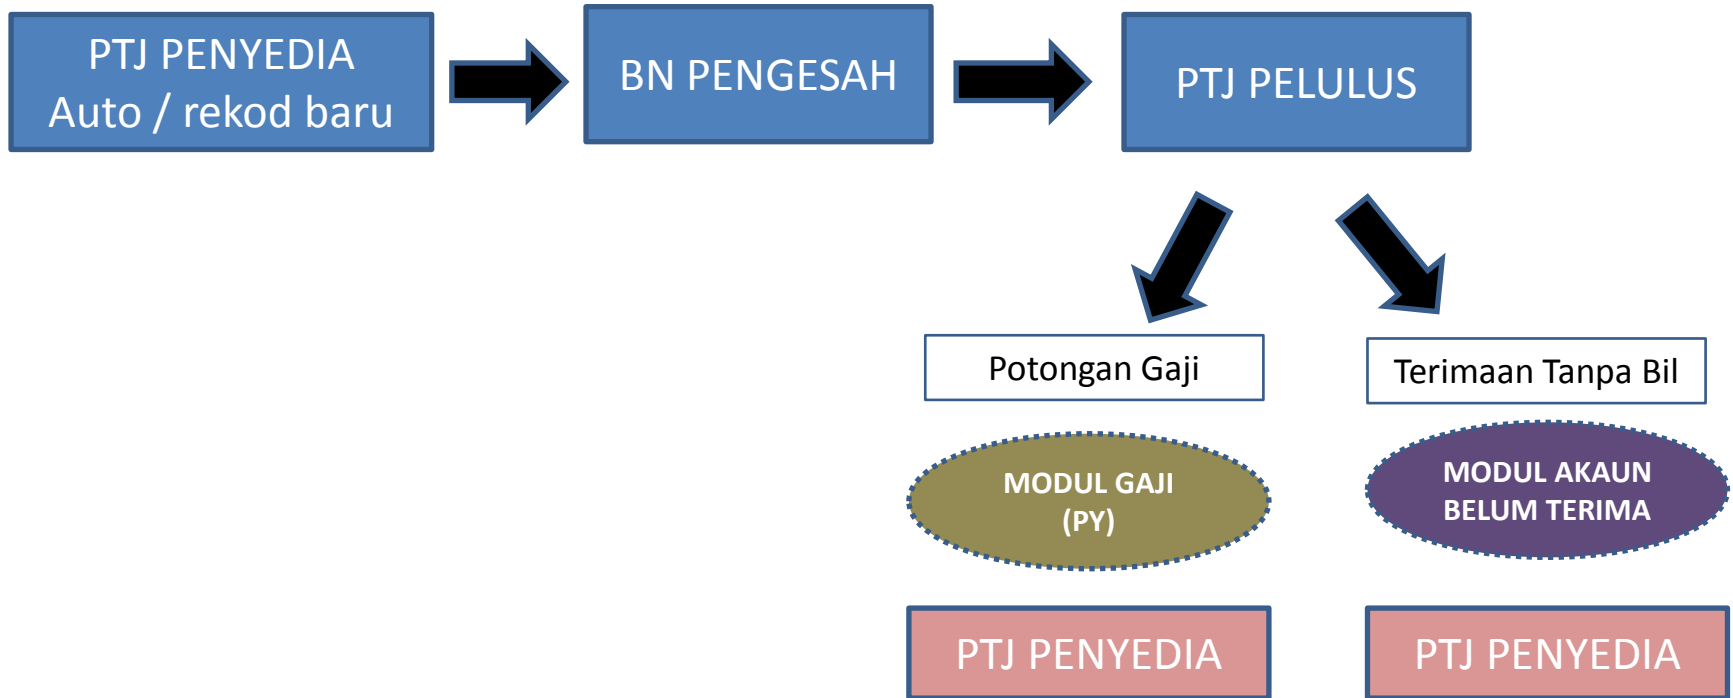 PTJ PENYEDIA
Auto / rekod baru
BN PENGESAH
PTJ PELULUS
Potongan Gaji
Terimaan Tanpa Bil
MODUL GAJI
(PY)
MODUL AKAUN
BELUM TERIMA
PTJ PENYEDIA
PTJ PENYEDIA